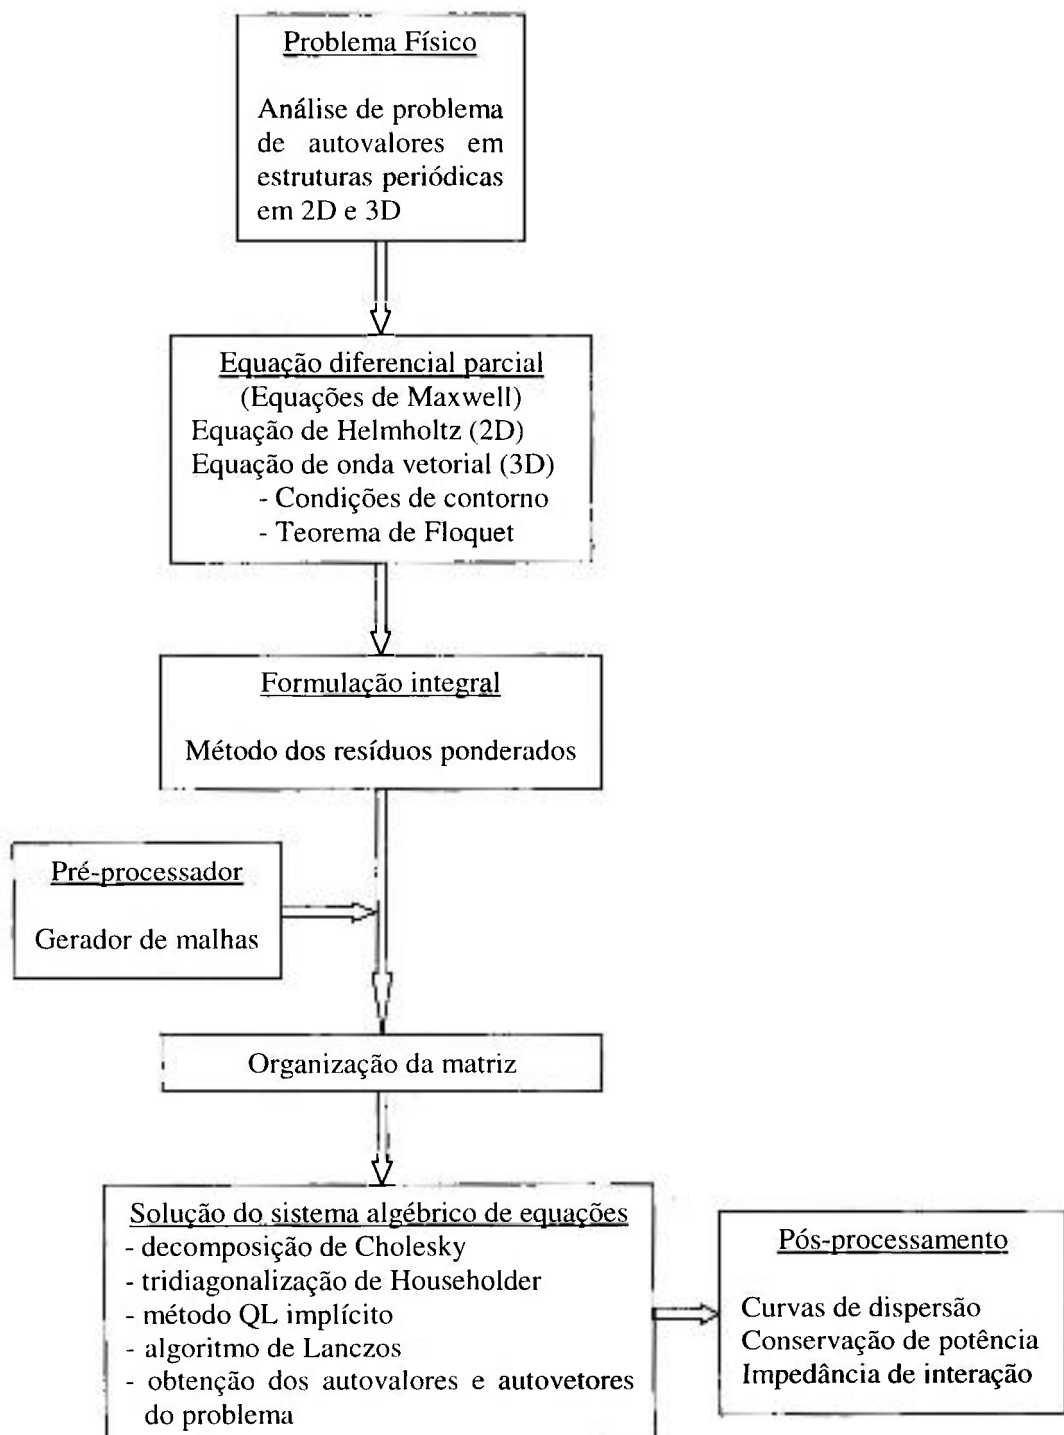 Problema Físico
Análise de problema
de autovalores em
estruturas periódicas
em 2D e 3D
Equação diferencial parcial
(Equações de Maxwell)
Equação de Helmholtz (2D)
Equação de onda vetorial (3D)
- Condições de contorno
- Teorema de Floquet
Formulação integral
Método dos resíduos ponderados
Pré-processador
Gerador de malhas
Organização da matriz
Solução do sistema algébrico de equações
- decomposição de Cholesky
- tridiagonalização de Householder
- método QL implícito
- algoritmo de Lanczos
- obtenção dos autovalores e autovetores
do problema
Pós-processamento
Curvas de dispersão
Conservação de potência
Impedância de interação